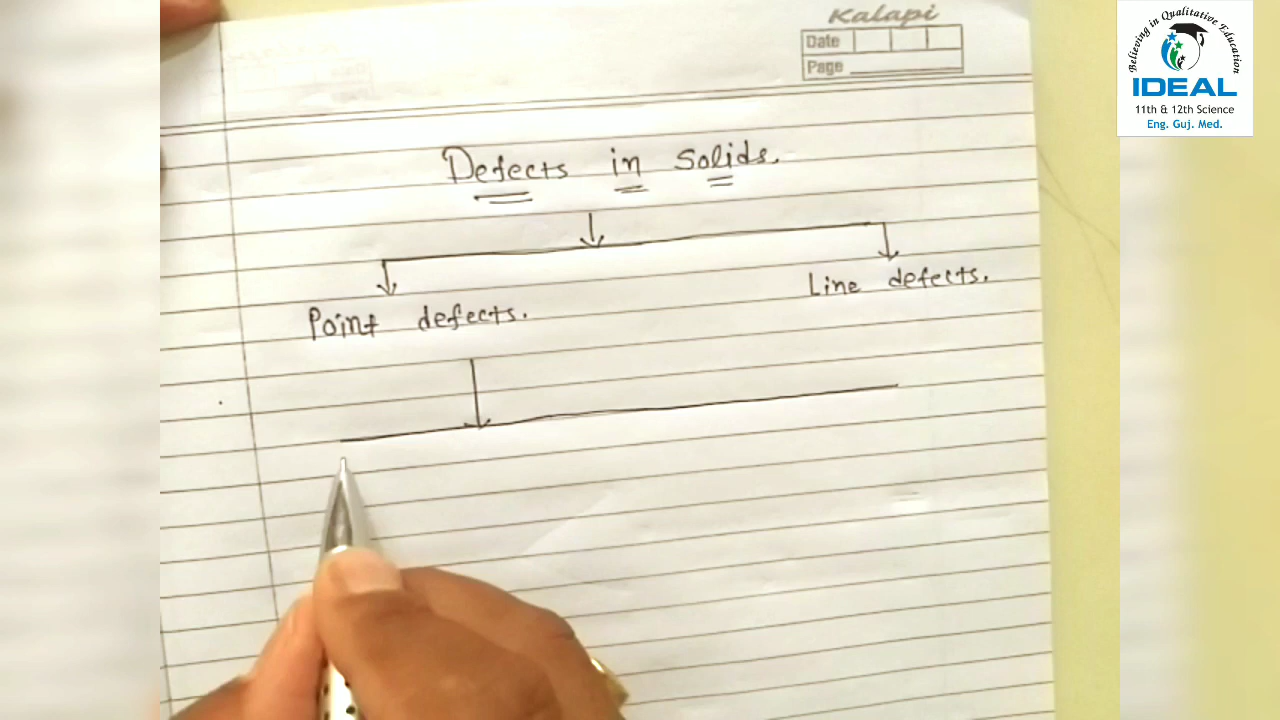 Kalapi
Date
Page
Believing in Qualitative Education
IDEAL
11th & 12th Science
Eng. Guj. Med.
Defects in Solids.
Line defects.
Point defects.